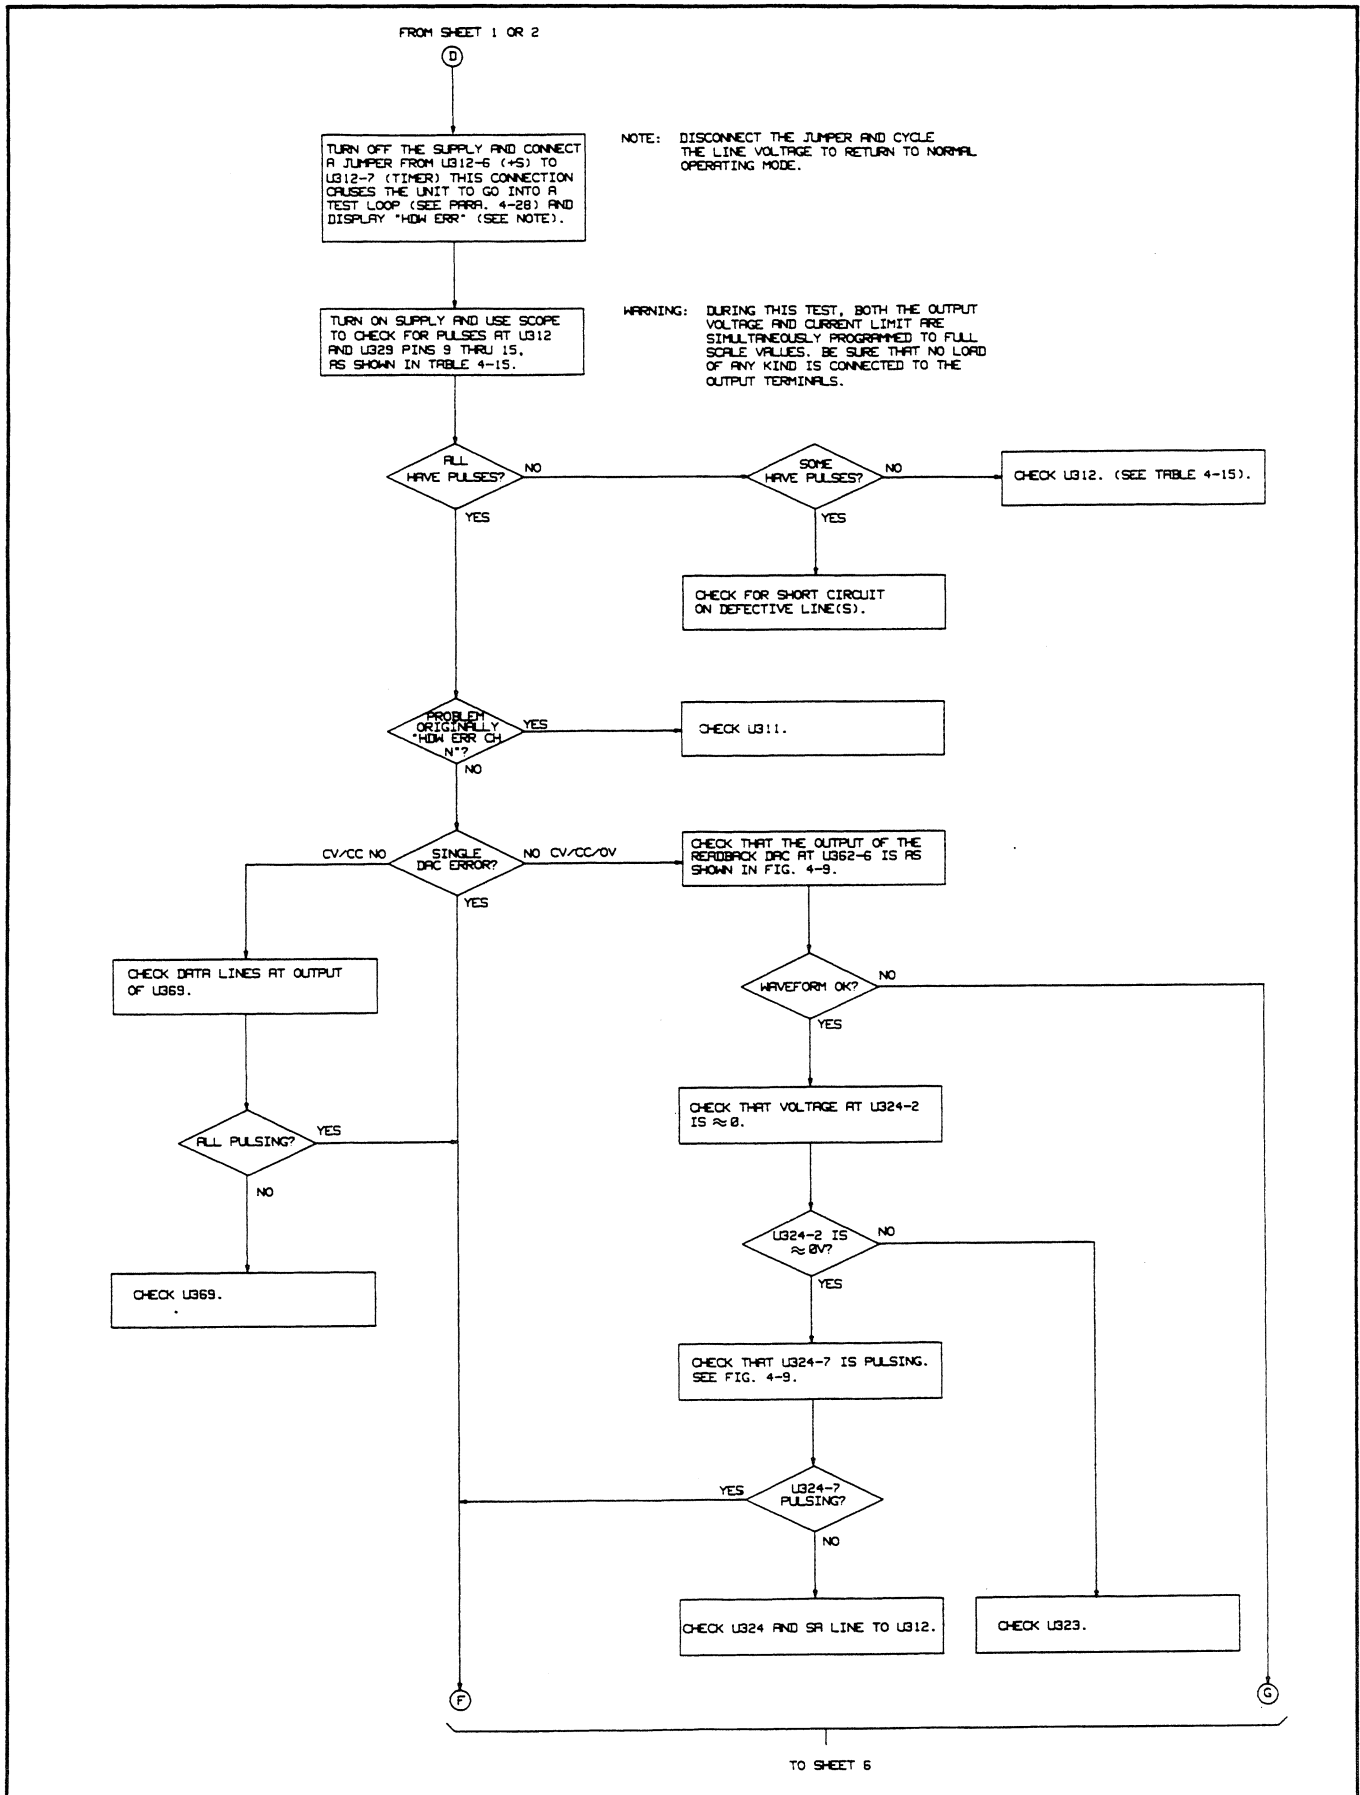 FROM SHEET 1 OR 2
D
TURN OFF THE SUPPLY AND CONNECT
A JUMPER FROM U312-6 (+5) TO
U312-7 (TIMER) THIS CONNECTION
CAUSES THE UNIT TO GO INTO A
TEST LOOP (SEE PARA. 4-28) AND
DISPLAY "HDW ERR" (SEE NOTE).
NOTE: DISCONNECT THE JUMPER AND CYCLE
THE LINE VOLTAGE TO RETURN TO NORMAL
OPERATING MODE.
TURN ON SUPPLY AND USE SCOPE
TO CHECK FOR PULSES AT U312
AND U329 PINS 9 THRU 15,
AS SHOWN IN TABLE 4-15.
WARNING: DURING THIS TEST, BOTH THE OUTPUT
VOLTAGE AND CURRENT LIMIT ARE
SIMULTANEOUSLY PROGRAMMED TO FULL
SCALE VALUES. BE SURE THAT NO LOAD
OF ANY KIND IS CONNECTED TO THE
OUTPUT TERMINALS.
ALL
HAVE PULSES?
NO
YES
SOME
HAVE PULSES?
NO
YES
CHECK U312. (SEE TABLE 4-15).
CHECK FOR SHORT CIRCUIT
ON DEFECTIVE LINE(S).
PROBLEM
ORIGINALLY
"HDW ERR CH
N"?
YES
NO
CHECK U311.
CV/CC NO
SINGLE
DAC ERROR?
NO CV/CC/OV
YES
CHECK THAT THE OUTPUT OF THE
READBACK DAC AT U362-6 IS AS
SHOWN IN FIG. 4-9.
CHECK DATA LINES AT OUTPUT
OF U369.
WAVEFORM OK?
NO
YES
CHECK THAT VOLTAGE AT U324-2
IS ≈ 0.
ALL PULSING?
YES
NO
U324-2 IS
≈ 0V?
NO
YES
CHECK U369.
CHECK THAT U324-7 IS PULSING.
SEE FIG. 4-9.
YES
U324-7
PULSING?
NO
CHECK U324 AND SA LINE TO U312.
CHECK U323.
F
G
TO SHEET 6